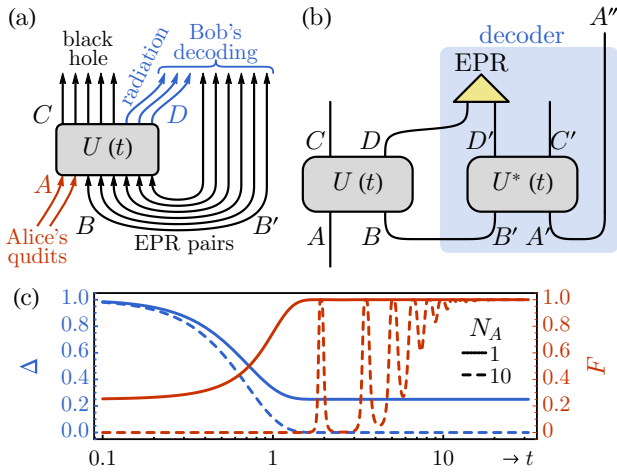 (a)
black
hole
radiation
Bob's
decoding
C
D
U (t)
A
B
B′
Alice's
qudits
EPR pairs
(b)
A″
decoder
EPR
C
D
D′
C′
U (t)
U* (t)
A
B
B′
A′
(c)
1.0
0.8
0.6
0.4
0.2
0.0
Δ
N_A
1
10
1.0
0.8
0.6
0.4
0.2
0
F
0.1
1
10
→ t